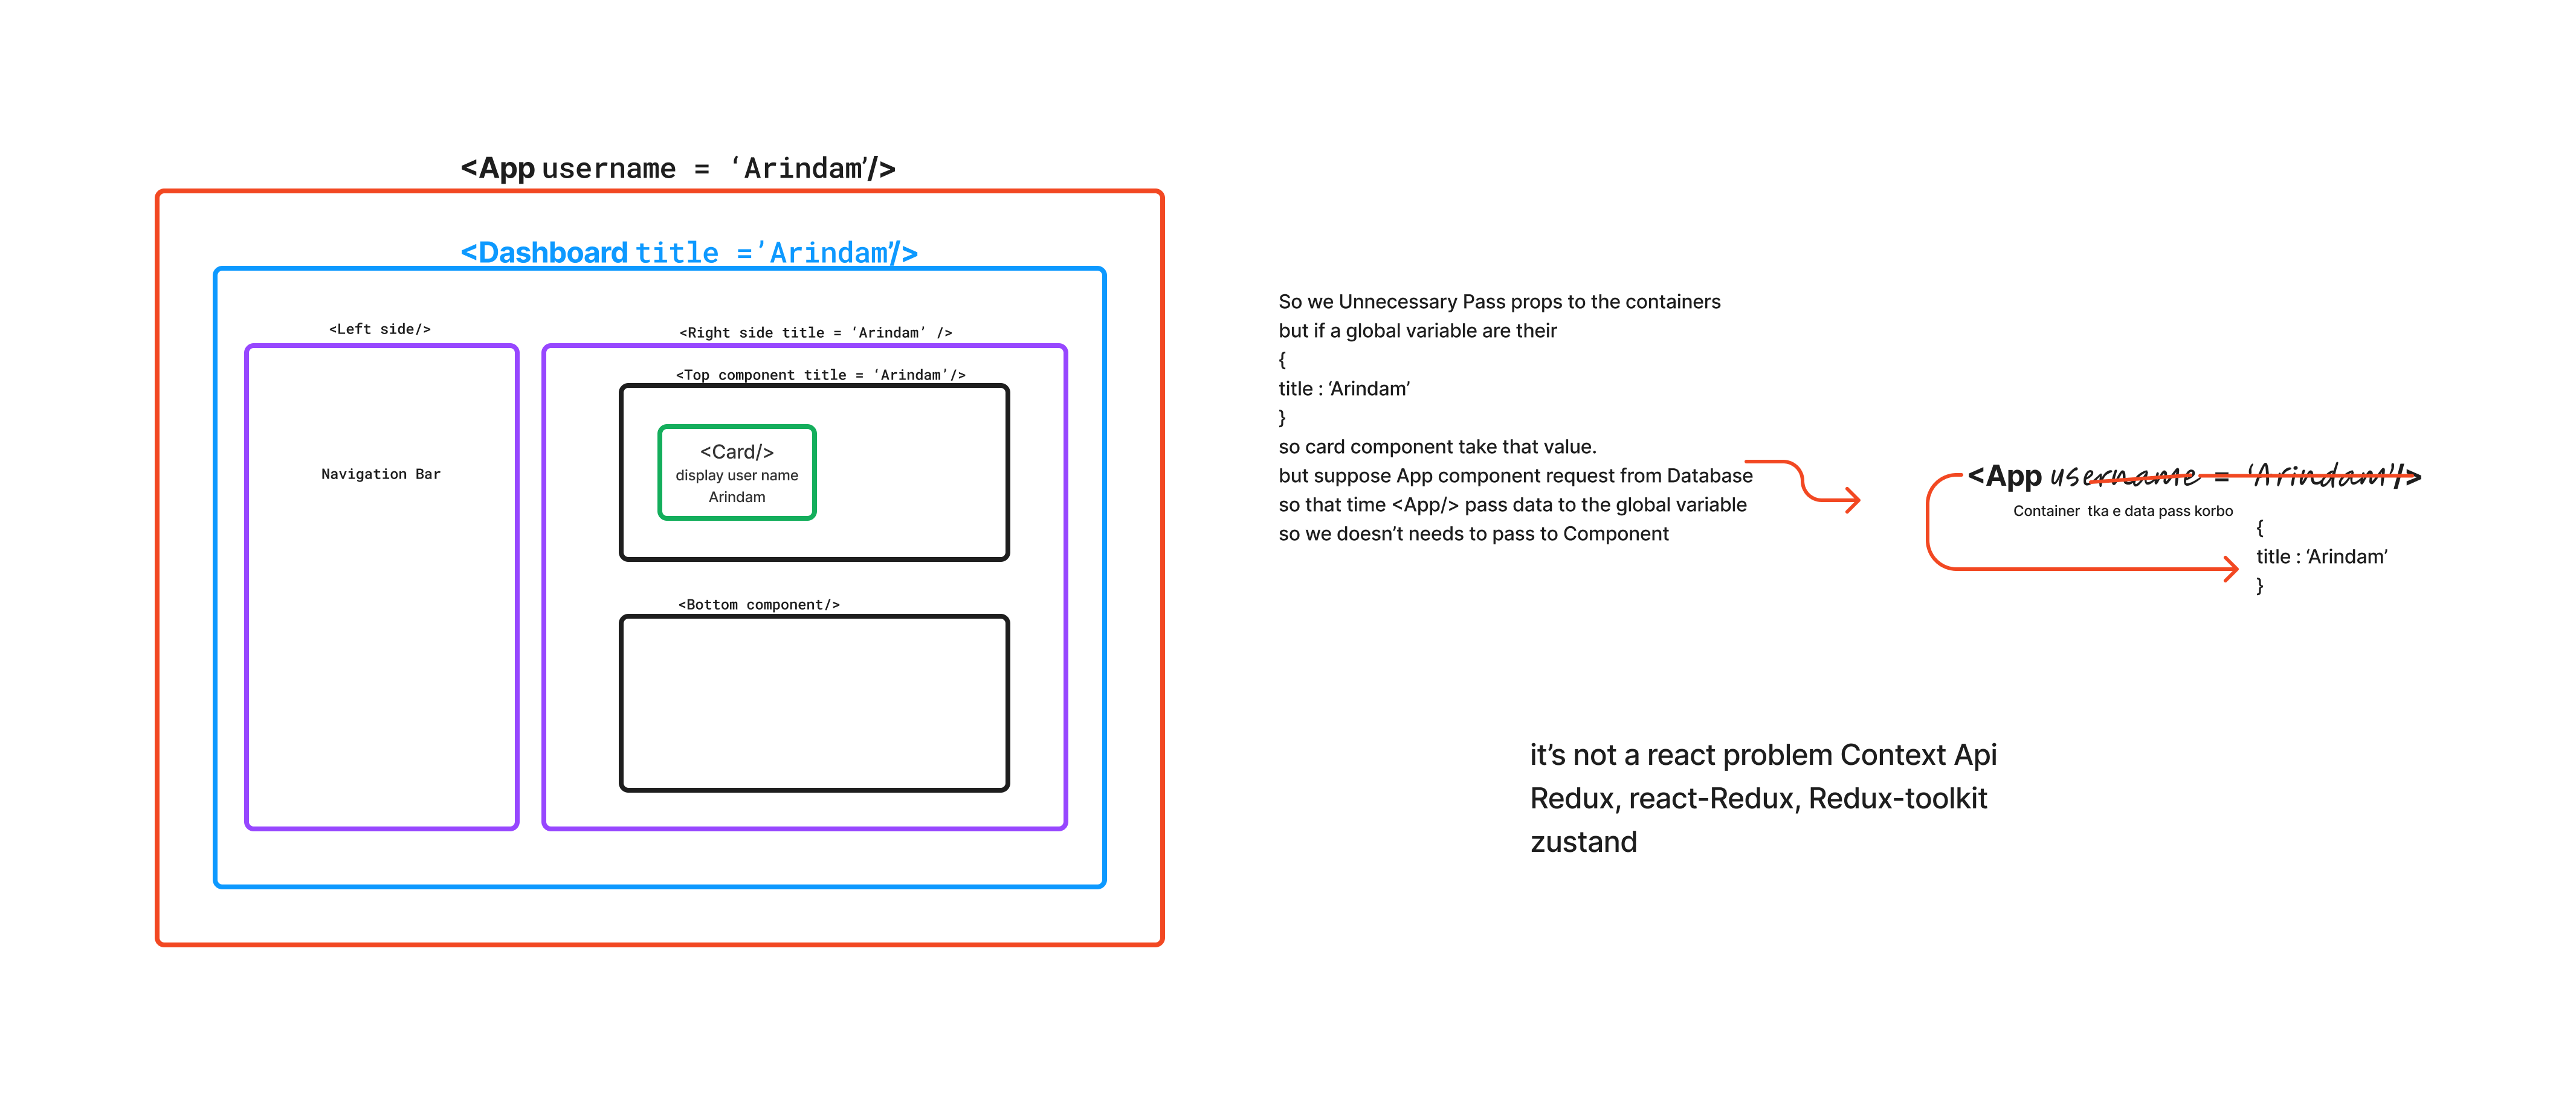 <App username = ‘Arindam’/>
<Dashboard title =’Arindam’/>
<Left side/>
<Right side title = ‘Arindam’ />
<Top component title = ‘Arindam’/>
<Card/>
display user name
Arindam
Navigation Bar
<Bottom component/>
So we Unnecessary Pass props to the containers
but if a global variable are their
{
title : ‘Arindam’
}
so card component take that value.
but suppose App component request from Database
so that time <App/> pass data to the global variable
so we doesn’t needs to pass to Component
<App username = ‘Arindam’/>
Container tka e data pass korbo
{
title : ‘Arindam’
}
it’s not a react problem Context Api
Redux, react-Redux, Redux-toolkit
zustand